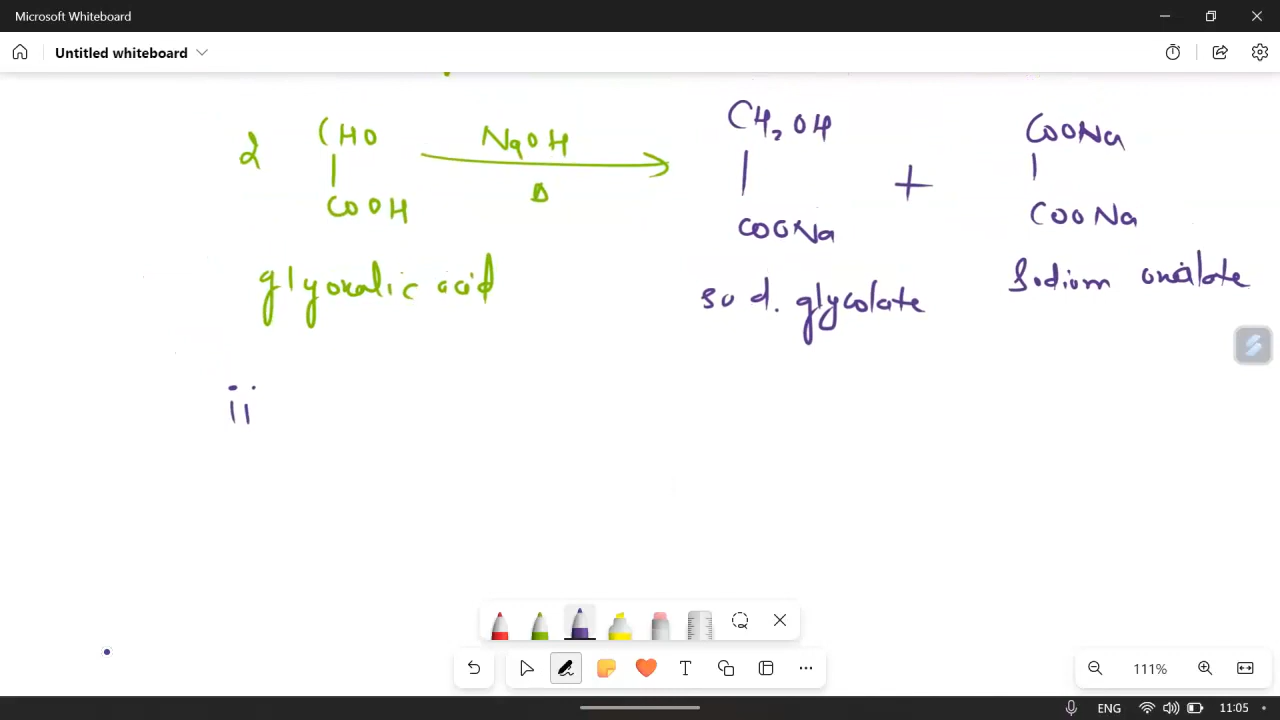 Microsoft Whiteboard
Untitled whiteboard
2 CHO NaOH CH2OH + COONa
| Δ | |
COOH COONa COONa
glyoxalic acid sod. glycolate Sodium oxalate
ii
111%
ENG 11:05